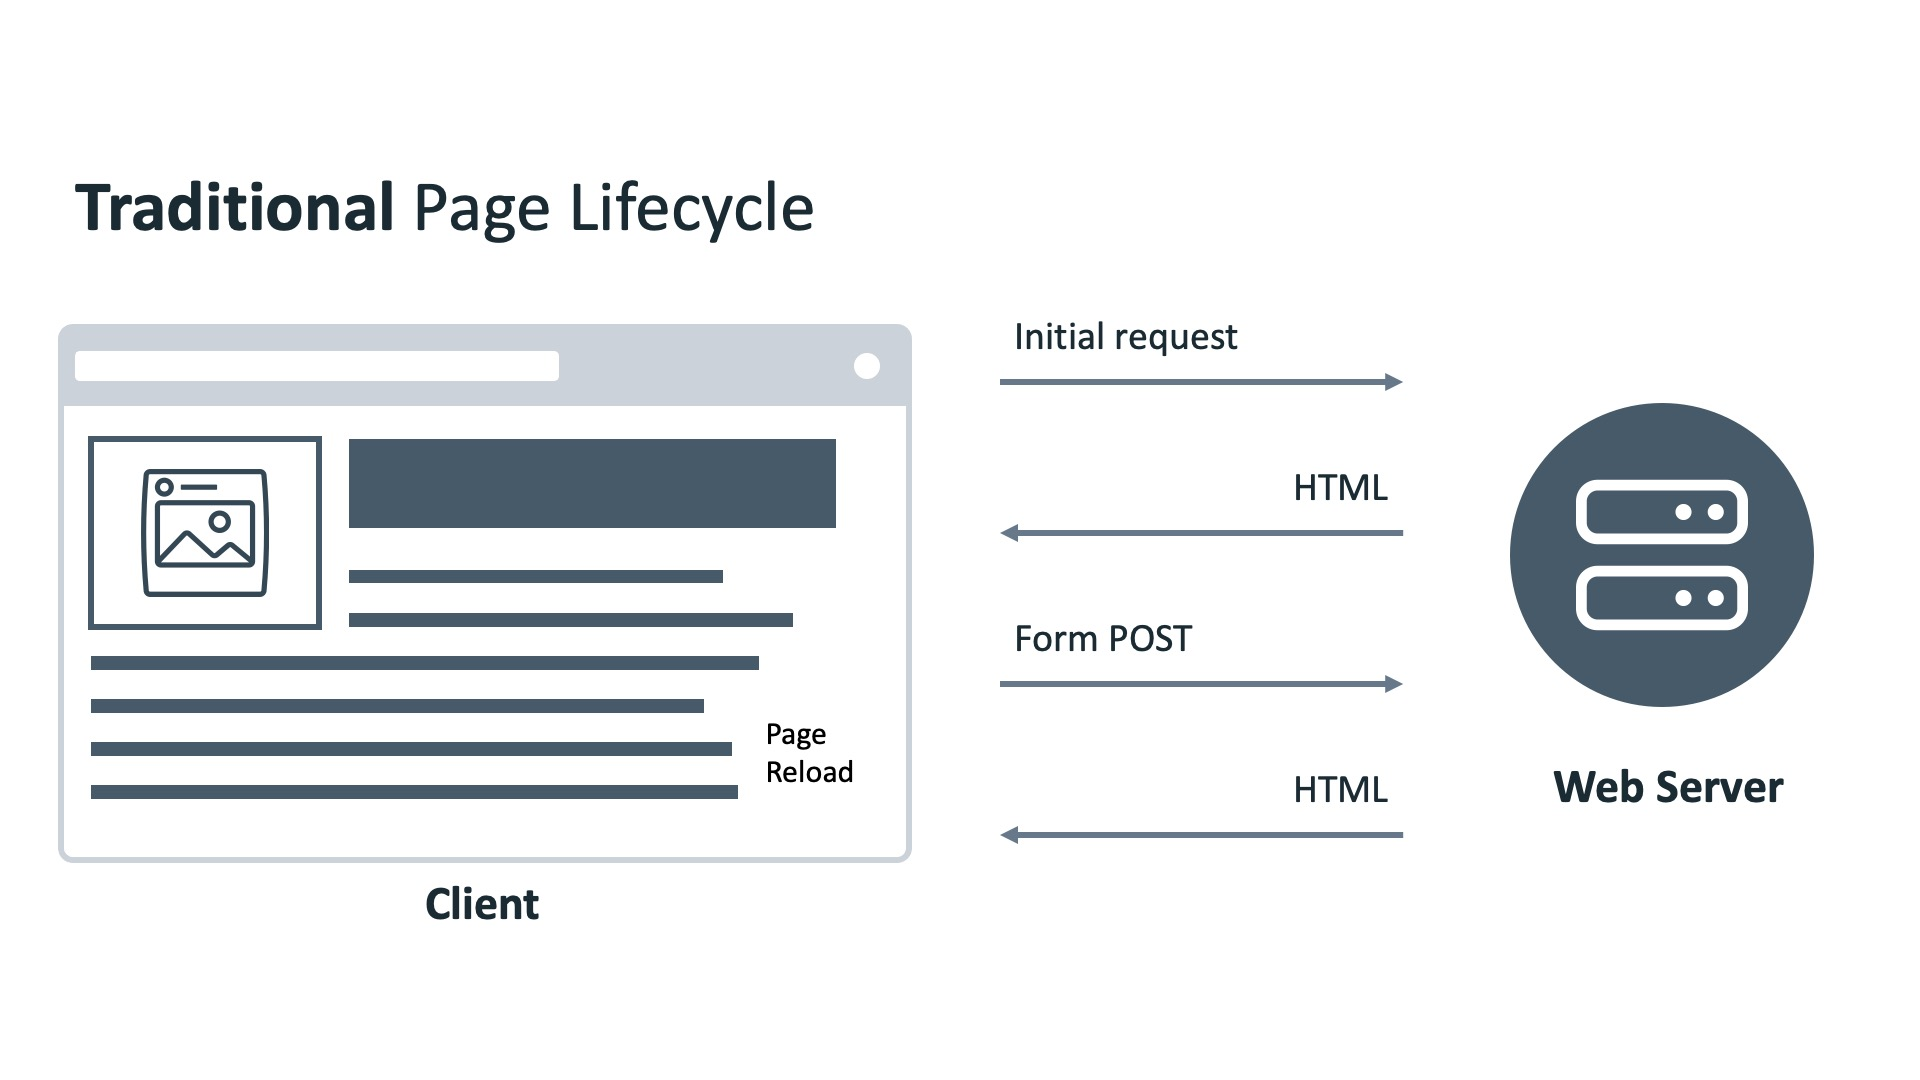 Traditional Page Lifecycle
Initial request
HTML
Form POST
Page
Reload
HTML
Web Server
Client